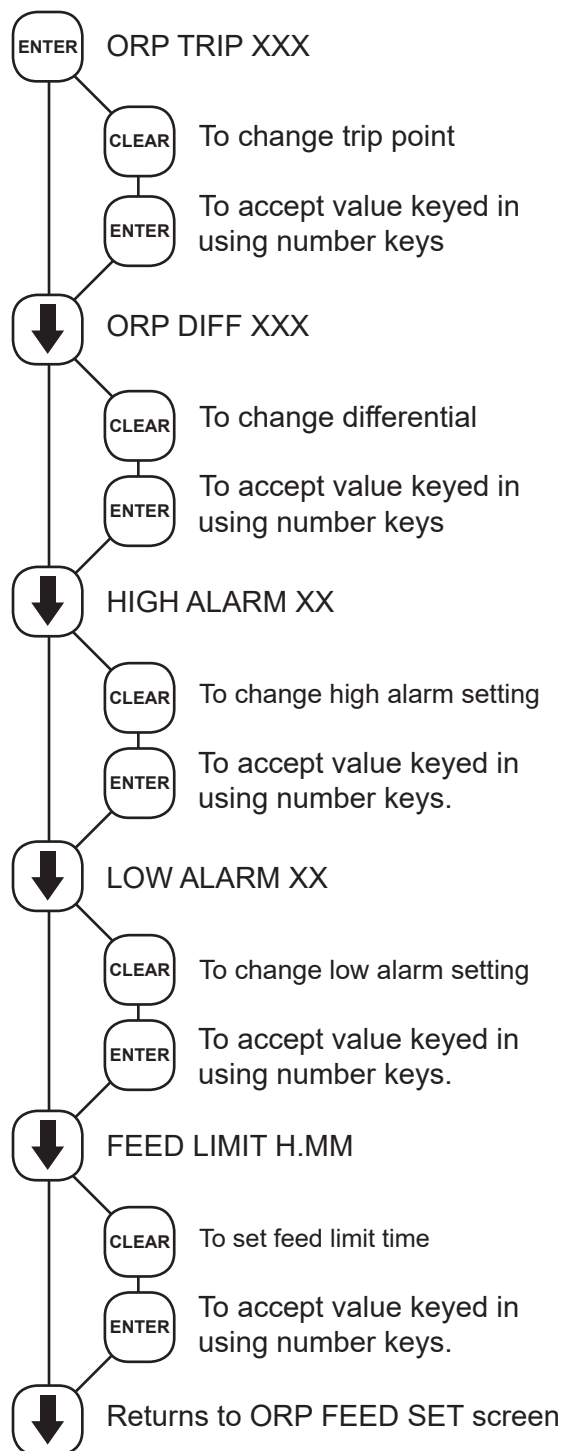 ENTER ORP TRIP XXX
CLEAR To change trip point
To accept value keyed in
ENTER using number keys
ORP DIFF XXX
CLEAR To change differential
To accept value keyed in
ENTER using number keys
HIGH ALARM XX
CLEAR To change high alarm setting
To accept value keyed in
ENTER using number keys.
LOW ALARM XX
CLEAR To change low alarm setting
To accept value keyed in
ENTER using number keys.
FEED LIMIT H.MM
CLEAR To set feed limit time
To accept value keyed in
ENTER using number keys.
Returns to ORP FEED SET screen